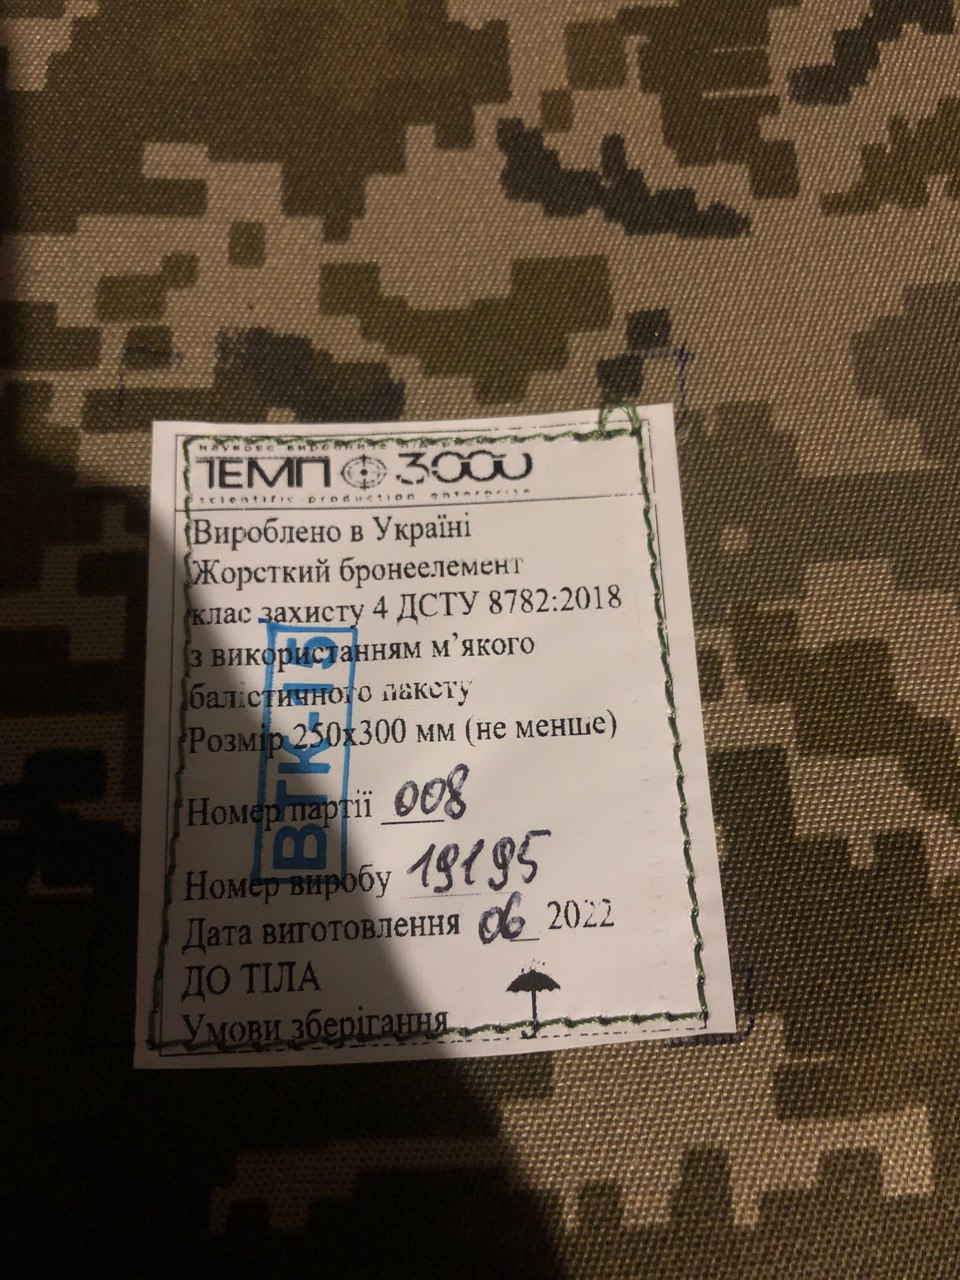 НАУКОВО ВИРОБНИЧЕ
ТЕМП 3000
scientific production enterprise
Вироблено в Україні
Жорсткий бронеелемент
клас захисту 4 ДСТУ 8782:2018
з використанням м’якого
балістичного пакету
Розмір 250х300 мм (не менше)
Номер партії 008
Номер виробу 19195
Дата виготовлення 06 2022
ДО ТІЛА
Умови зберігання
ВТК-15